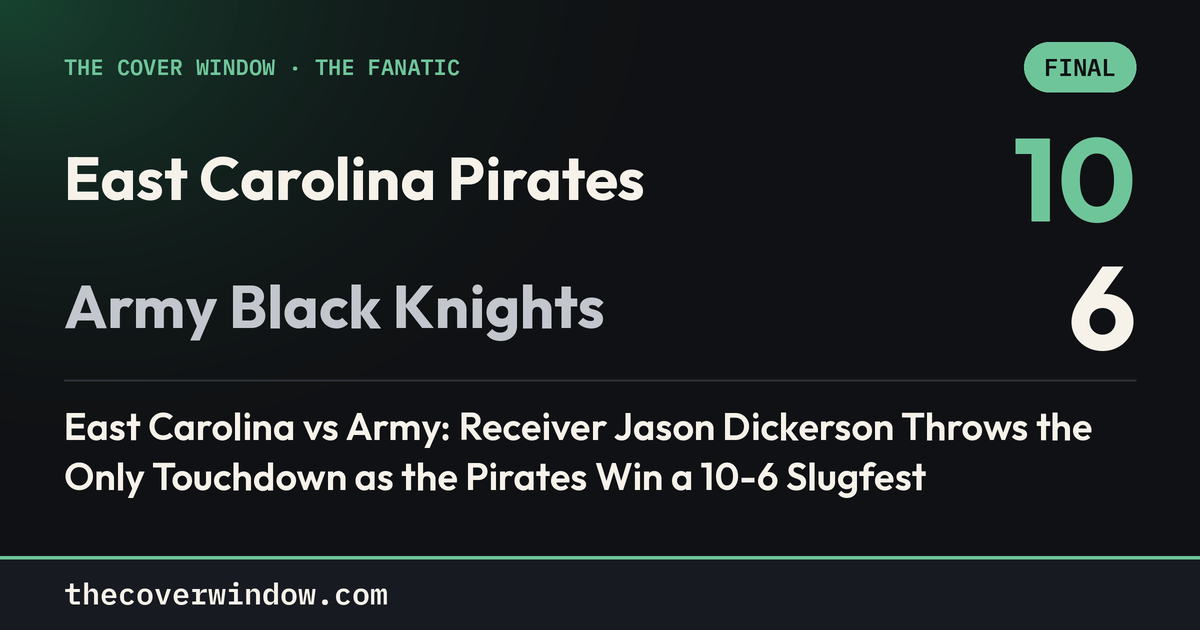 THE COVER WINDOW · THE FANATIC
FINAL
East Carolina Pirates
10
Army Black Knights
6
East Carolina vs Army: Receiver Jason Dickerson Throws the
Only Touchdown as the Pirates Win a 10-6 Slugfest
thecoverwindow.com